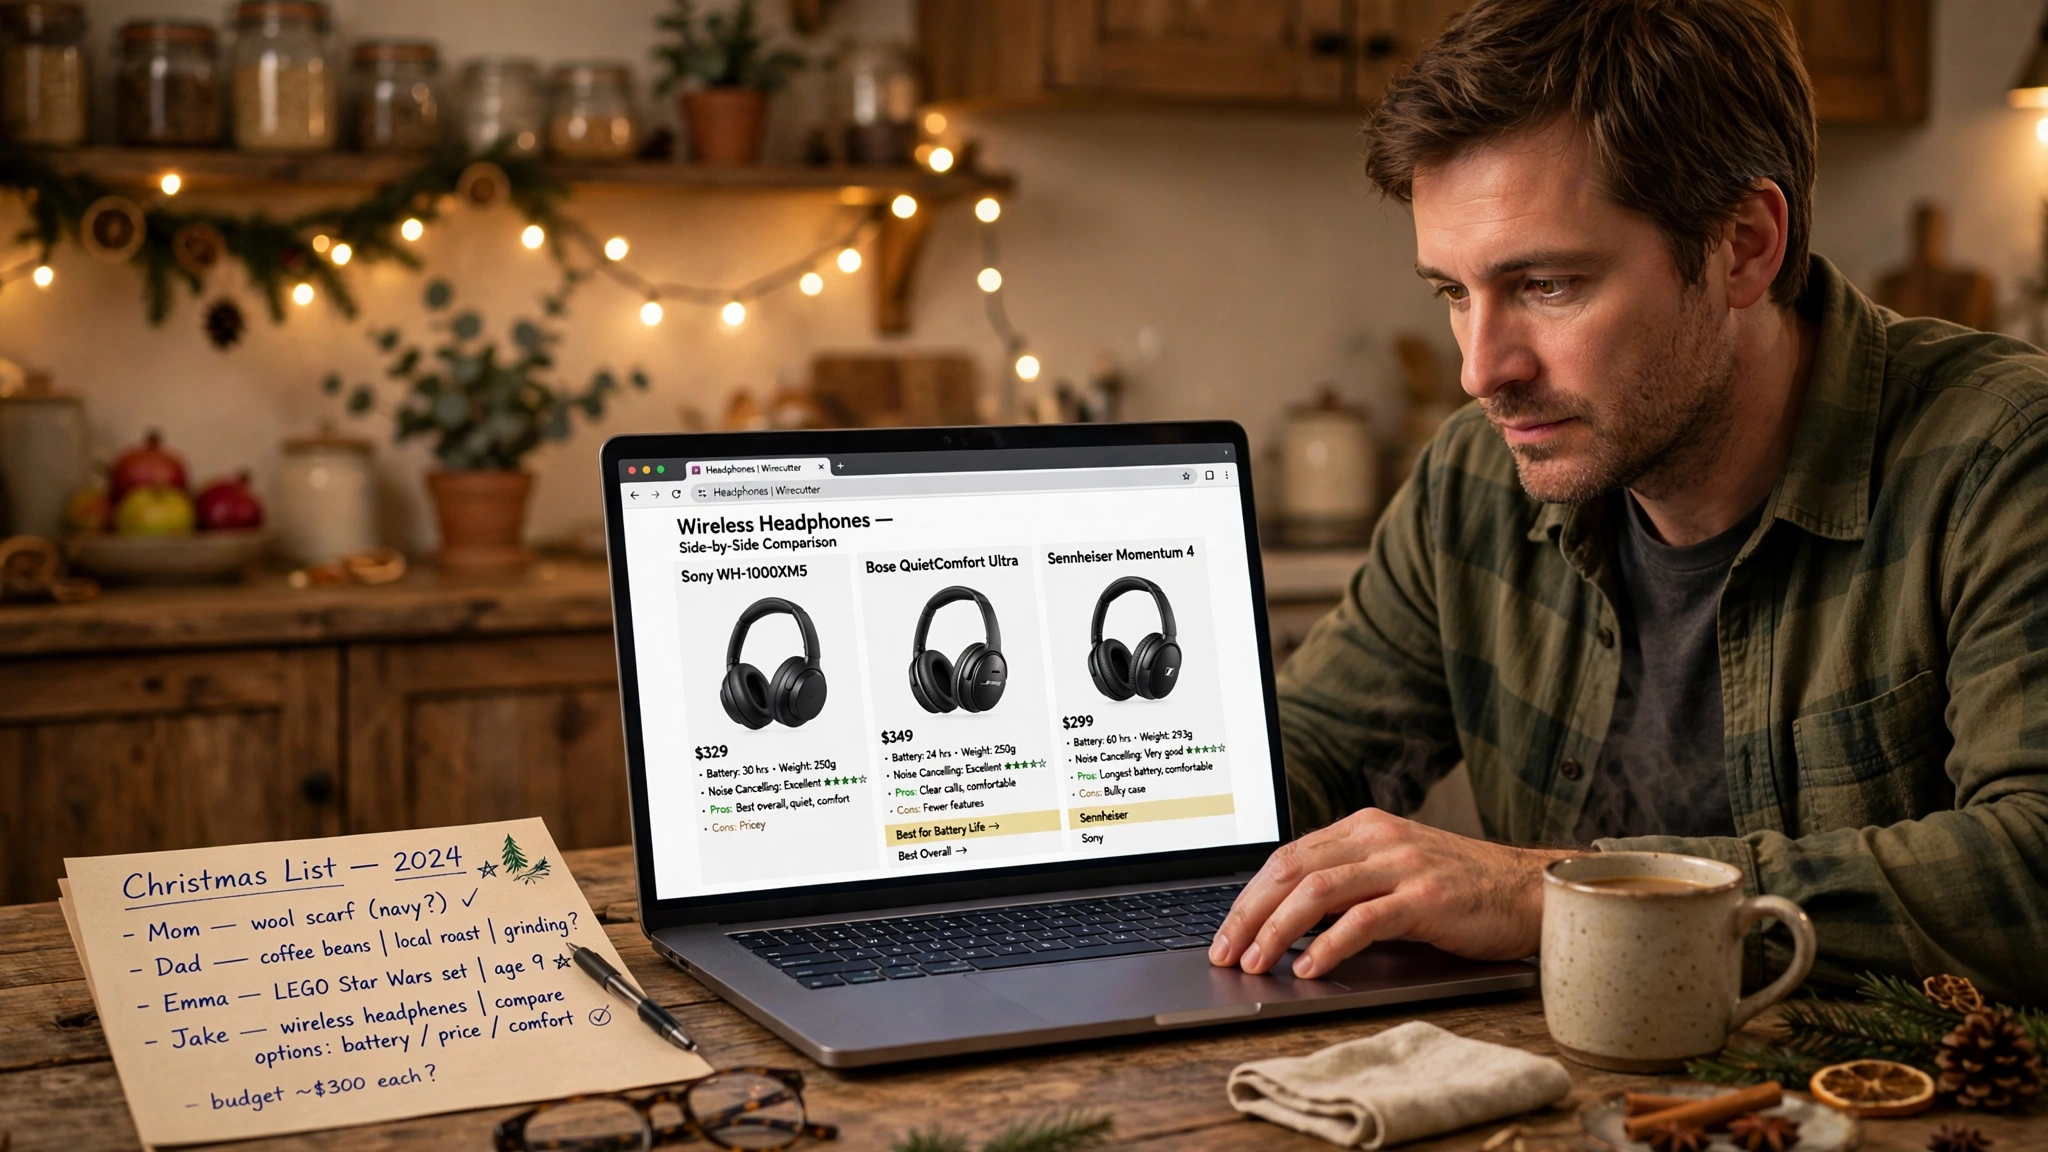 Headphones | Wirecutter
Headphones | Wirecutter
Wireless Headphones —
Side-by-Side Comparison
Sony WH-1000XM5
$329
• Battery: 30 hrs • Weight: 250g
• Noise Cancelling: Excellent ★★★★☆
• Pros: Best overall, quiet, comfort
• Cons: Pricey
Bose QuietComfort Ultra
$349
• Battery: 24 hrs • Weight: 250g
• Noise Cancelling: Excellent ★★★★☆
• Pros: Clear calls, comfortable
• Cons: Fewer features
Best for Battery Life →
Best Overall →
Sennheiser Momentum 4
$299
• Battery: 60 hrs • Weight: 293g
• Noise Cancelling: Very good ★★★★☆
• Pros: Longest battery, comfortable
• Cons: Bulky case
Sennheiser
Sony
Christmas List — 2024
- Mom — wool scarf (navy?) ✓
- Dad — coffee beans | local roast | grinding?
- Emma — LEGO Star Wars set | age 9 ☆
- Jake — wireless headphenes | compare
options: battery / price / comfort ✓
- budget ~$300 each?